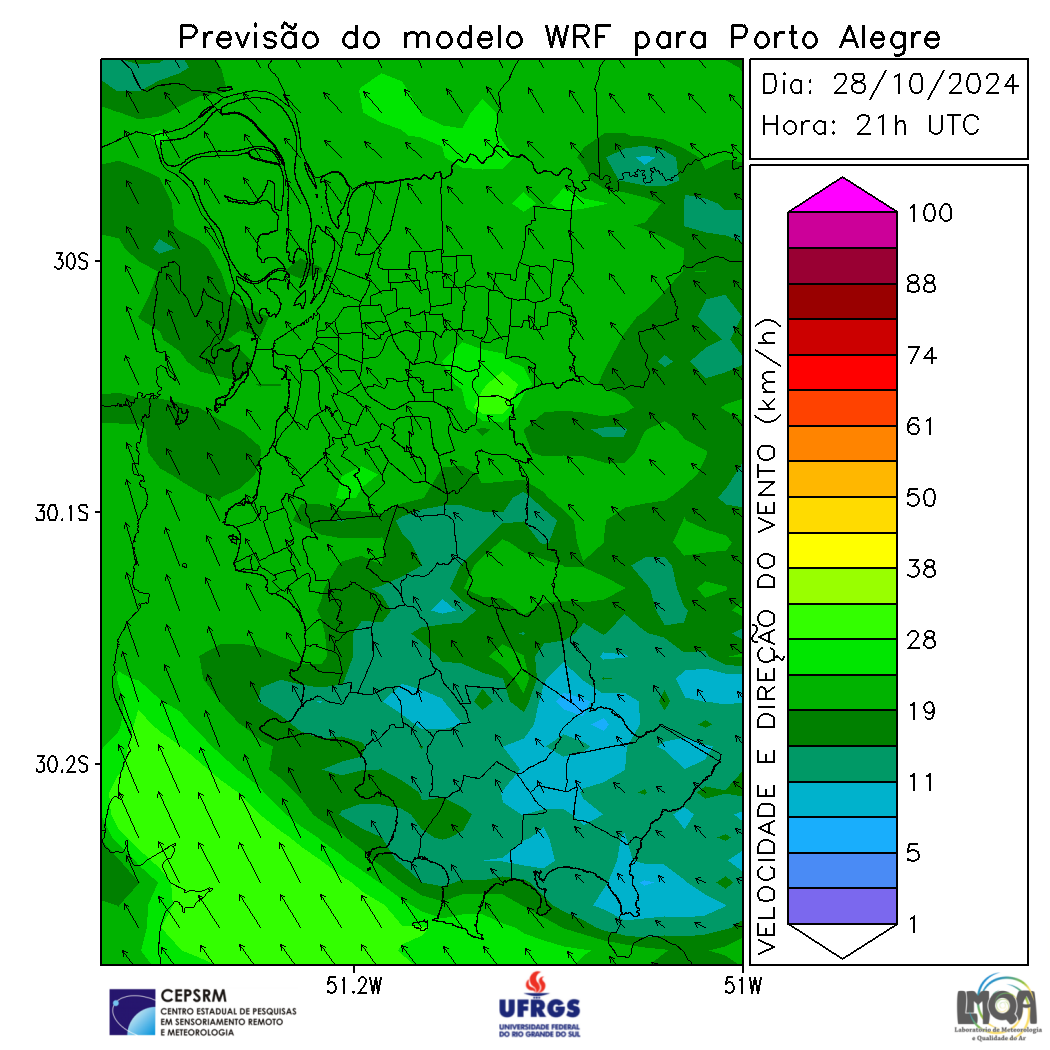 Previsão do modelo WRF para Porto Alegre
Dia: 28/10/2024
Hora: 21h UTC
30S
30.1S
30.2S
51.2W
51W
VELOCIDADE E DIREÇÃO DO VENTO (km/h)
100
88
74
61
50
38
28
19
11
5
1
CEPSRM
CENTRO ESTADUAL DE PESQUISAS
EM SENSORIAMENTO REMOTO
E METEOROLOGIA
UFRGS
UNIVERSIDADE FEDERAL
DO RIO GRANDE DO SUL
LMQA
Laboratório de Meteorologia
e Qualidade do Ar